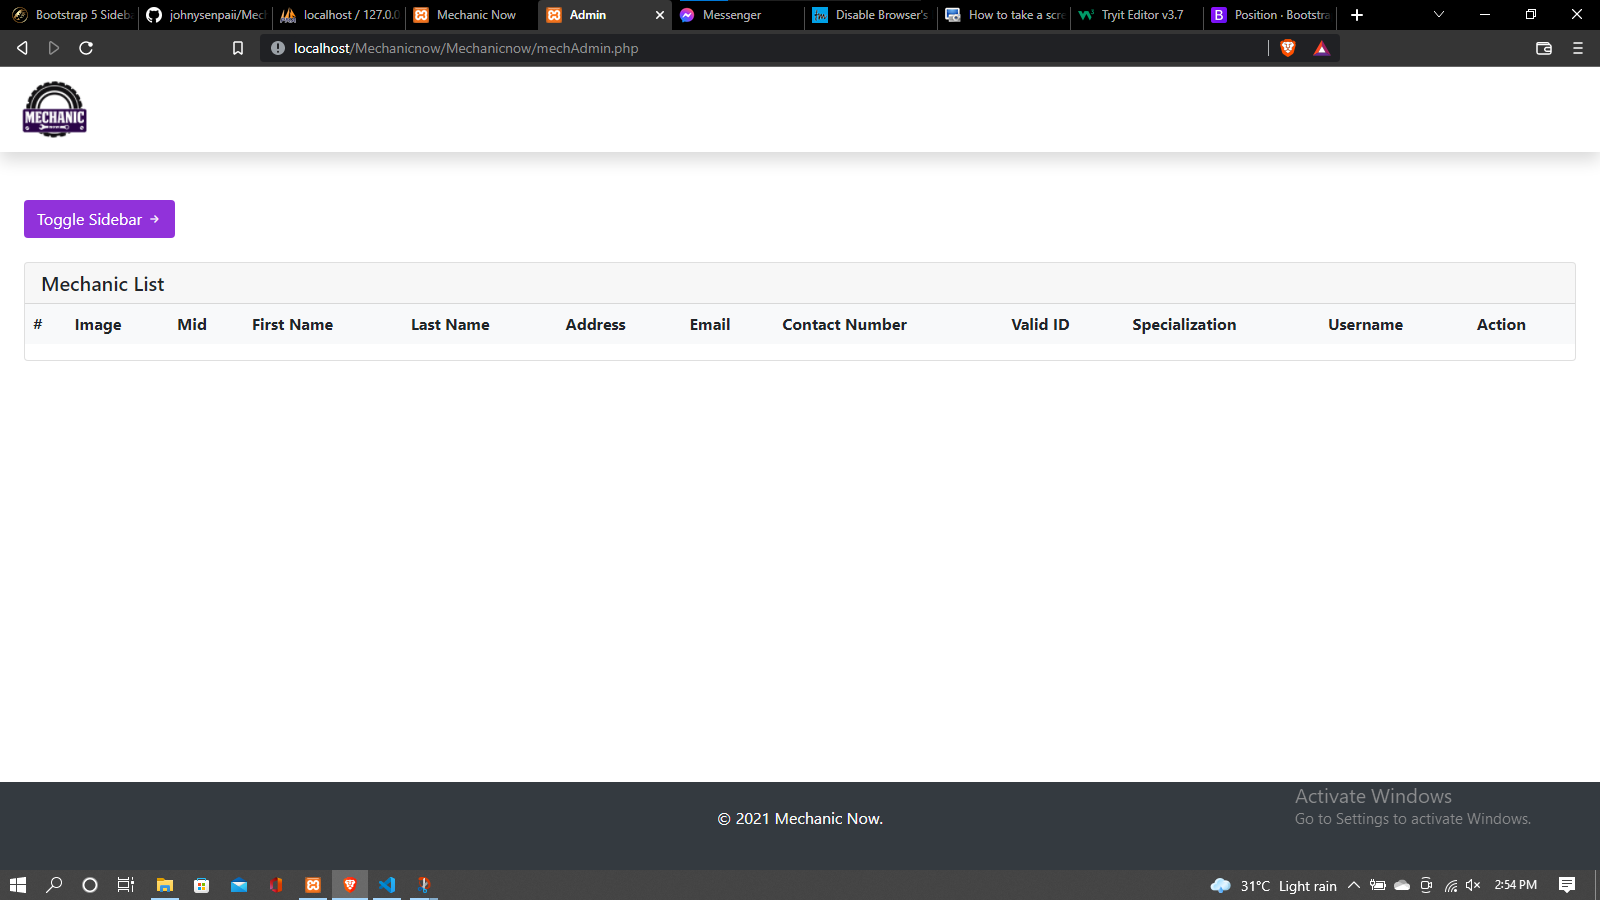 Bootstrap 5 Sideb
johnysenpaii/Mec
localhost / 127.0.0
Mechanic Now
Admin
Messenger
Disable Browser's
How to take a scre
Tryit Editor v3.7
Position · Bootstra
localhost/Mechanicnow/Mechanicnow/mechAdmin.php
MECHANIC
Toggle Sidebar →
Mechanic List
# Image Mid First Name Last Name Address Email Contact Number Valid ID Specialization Username Action
Activate Windows
Go to Settings to activate Windows.
© 2021 Mechanic Now.
31°C Light rain
2:54 PM